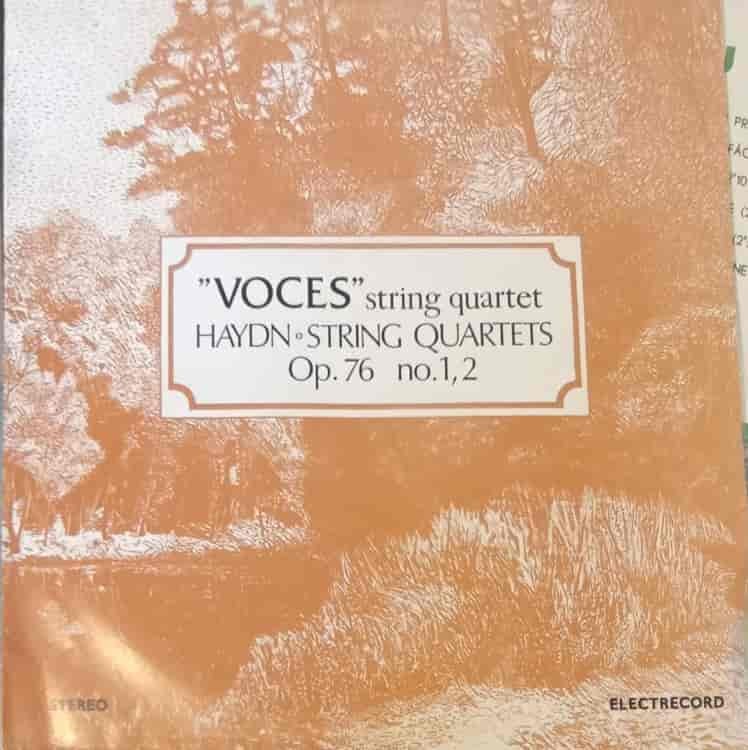 ”VOCES” string quartet
HAYDN ° STRING QUARTETS
Op. 76 no.1, 2
STEREO
ELECTRECORD